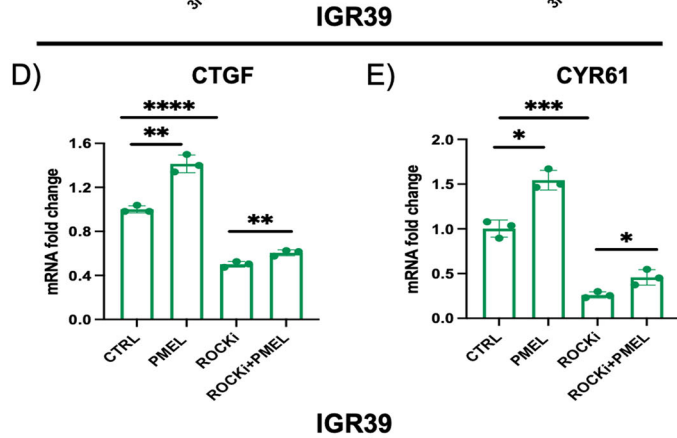 IGR39
D)
CTGF
****
**
**
mRNA fold change
1.6
1.2
0.8
0.4
0.0
CTRL
PMEL
ROCKi
ROCKi+PMEL
E)
CYR61
***
*
*
mRNA fold change
2.0
1.5
1.0
0.5
0.0
CTRL
PMEL
ROCKi
ROCKi+PMEL
IGR39